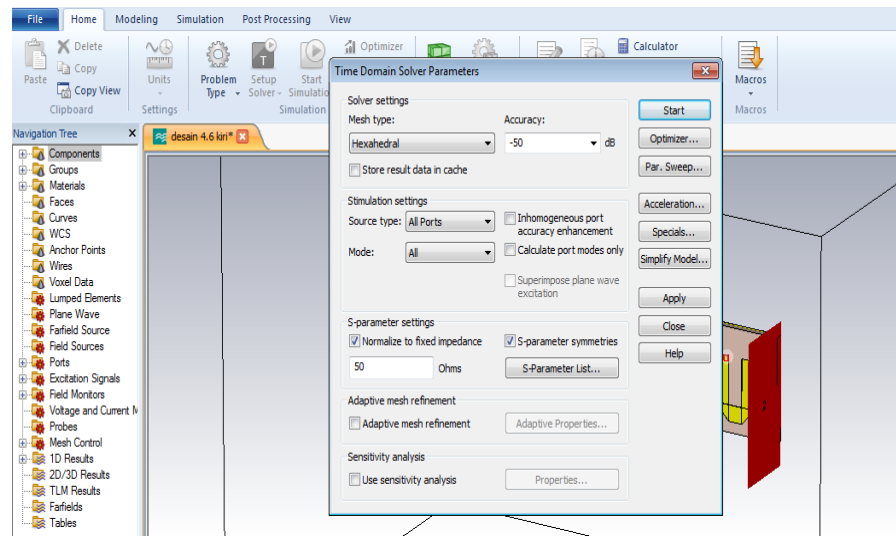 File Home Modeling Simulation Post Processing View
Delete
Copy
Copy View
Paste
Clipboard
Units
Settings
Problem Type
Setup Solver
Start
Optimizer
Simulation
Calculator
Macros
Macros
Navigation Tree X
desain 4.6 kiri*
Components
Groups
Materials
Faces
Curves
WCS
Anchor Points
Wires
Voxel Data
Lumped Elements
Plane Wave
Farfield Source
Field Sources
Ports
Excitation Signals
Field Monitors
Voltage and Current M
Probes
Mesh Control
1D Results
2D/3D Results
TLM Results
Farfields
Tables
Time Domain Solver Parameters
Solver settings
Mesh type: Accuracy:
Hexahedral -50 dB
Store result data in cache
Stimulation settings
Source type: All Ports
Inhomogeneous port
accuracy enhancement
Mode: All
Calculate port modes only
Superimpose plane wave
excitation
S-parameter settings
Normalize to fixed impedance
S-parameter symmetries
50 Ohms
S-Parameter List...
Adaptive mesh refinement
Adaptive mesh refinement
Adaptive Properties...
Sensitivity analysis
Use sensitivity analysis
Properties...
Start
Optimizer...
Par. Sweep...
Acceleration...
Specials...
Simplify Model...
Apply
Close
Help